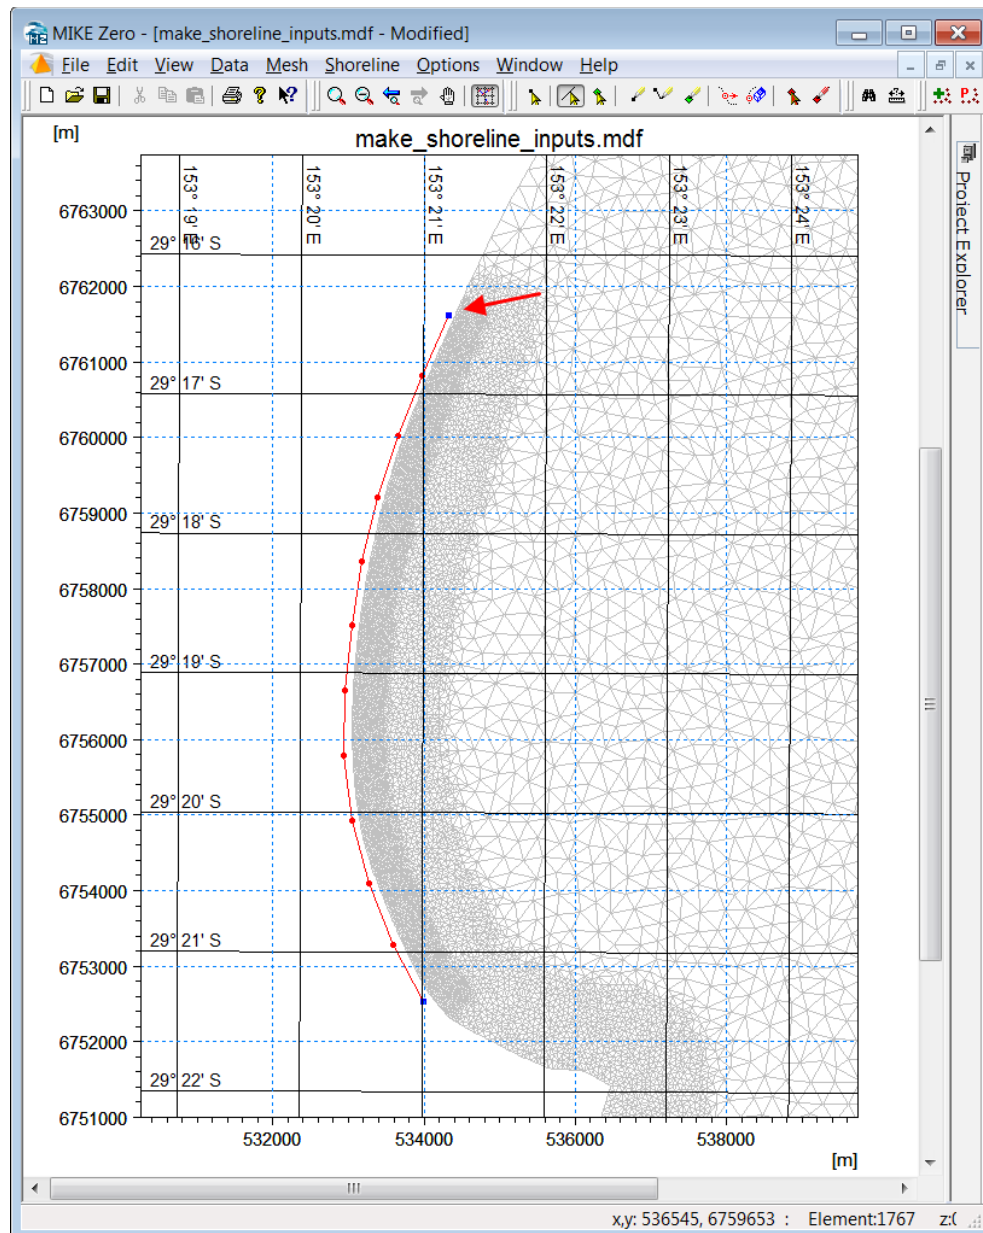 MIKE Zero - [make_shoreline_inputs.mdf - Modified]
File Edit View Data Mesh Shoreline Options Window Help
[m]
make_shoreline_inputs.mdf
153° 19' E
153° 20' E
153° 21' E
153° 22' E
153° 23' E
153° 24' E
Project Explorer
6763000
29° 16' S
6762000
6761000
29° 17' S
6760000
6759000
29° 18' S
6758000
6757000
29° 19' S
6756000
29° 20' S
6755000
6754000
29° 21' S
6753000
6752000
29° 22' S
6751000
532000 534000 536000 538000
[m]
x,y: 536545, 6759653 : Element:1767 z:(